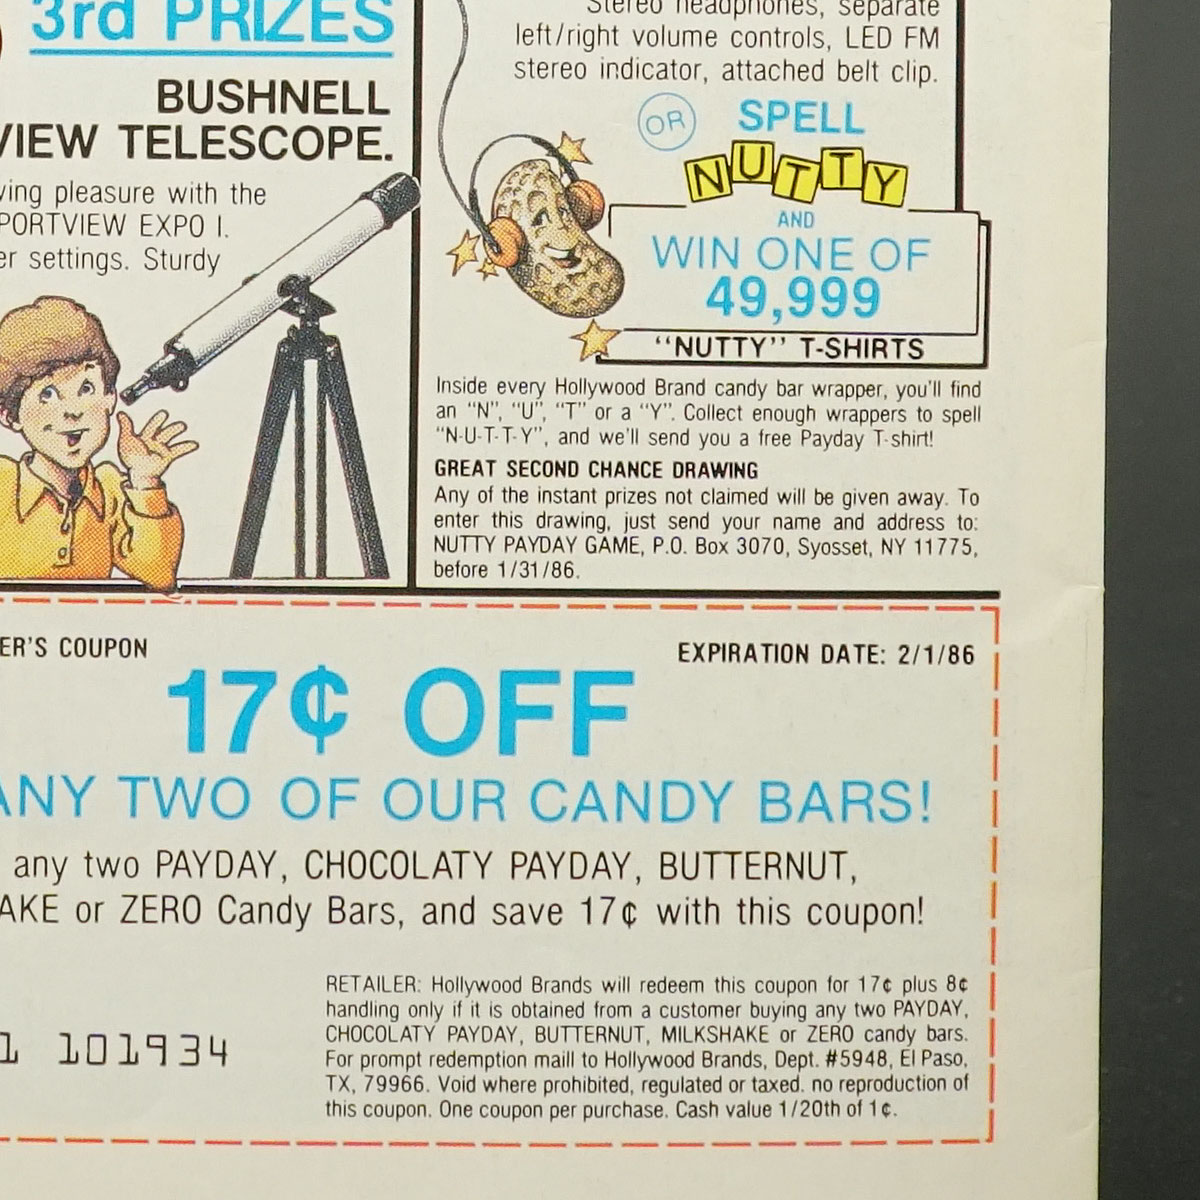 3rd PRIZES
BUSHNELL
VIEW TELESCOPE.
ving pleasure with the
PORTVIEW EXPO I.
er settings. Sturdy
Stereo headphones, separate
left/right volume controls, LED FM
stereo indicator, attached belt clip.
OR
SPELL
NUTTY
AND
WIN ONE OF
49,999
"NUTTY" T-SHIRTS
Inside every Hollywood Brand candy bar wrapper, you'll find
an "N", "U", "T" or a "Y". Collect enough wrappers to spell
"N-U-T-T-Y", and we'll send you a free Payday T-shirt!
GREAT SECOND CHANCE DRAWING
Any of the instant prizes not claimed will be given away. To
enter this drawing, just send your name and address to:
NUTTY PAYDAY GAME, P.O. Box 3070, Syosset, NY 11775,
before 1/31/86.
ER'S COUPON
EXPIRATION DATE: 2/1/86
17¢ OFF
ANY TWO OF OUR CANDY BARS!
any two PAYDAY, CHOCOLATY PAYDAY, BUTTERNUT,
AKE or ZERO Candy Bars, and save 17¢ with this coupon!
1 101934
RETAILER: Hollywood Brands will redeem this coupon for 17¢ plus 8¢
handling only if it is obtained from a customer buying any two PAYDAY,
CHOCOLATY PAYDAY, BUTTERNUT, MILKSHAKE or ZERO candy bars.
For prompt redemption maill to Hollywood Brands, Dept. #5948, El Paso,
TX, 79966. Void where prohibited, regulated or taxed. no reproduction of
this coupon. One coupon per purchase. Cash value 1/20th of 1¢.